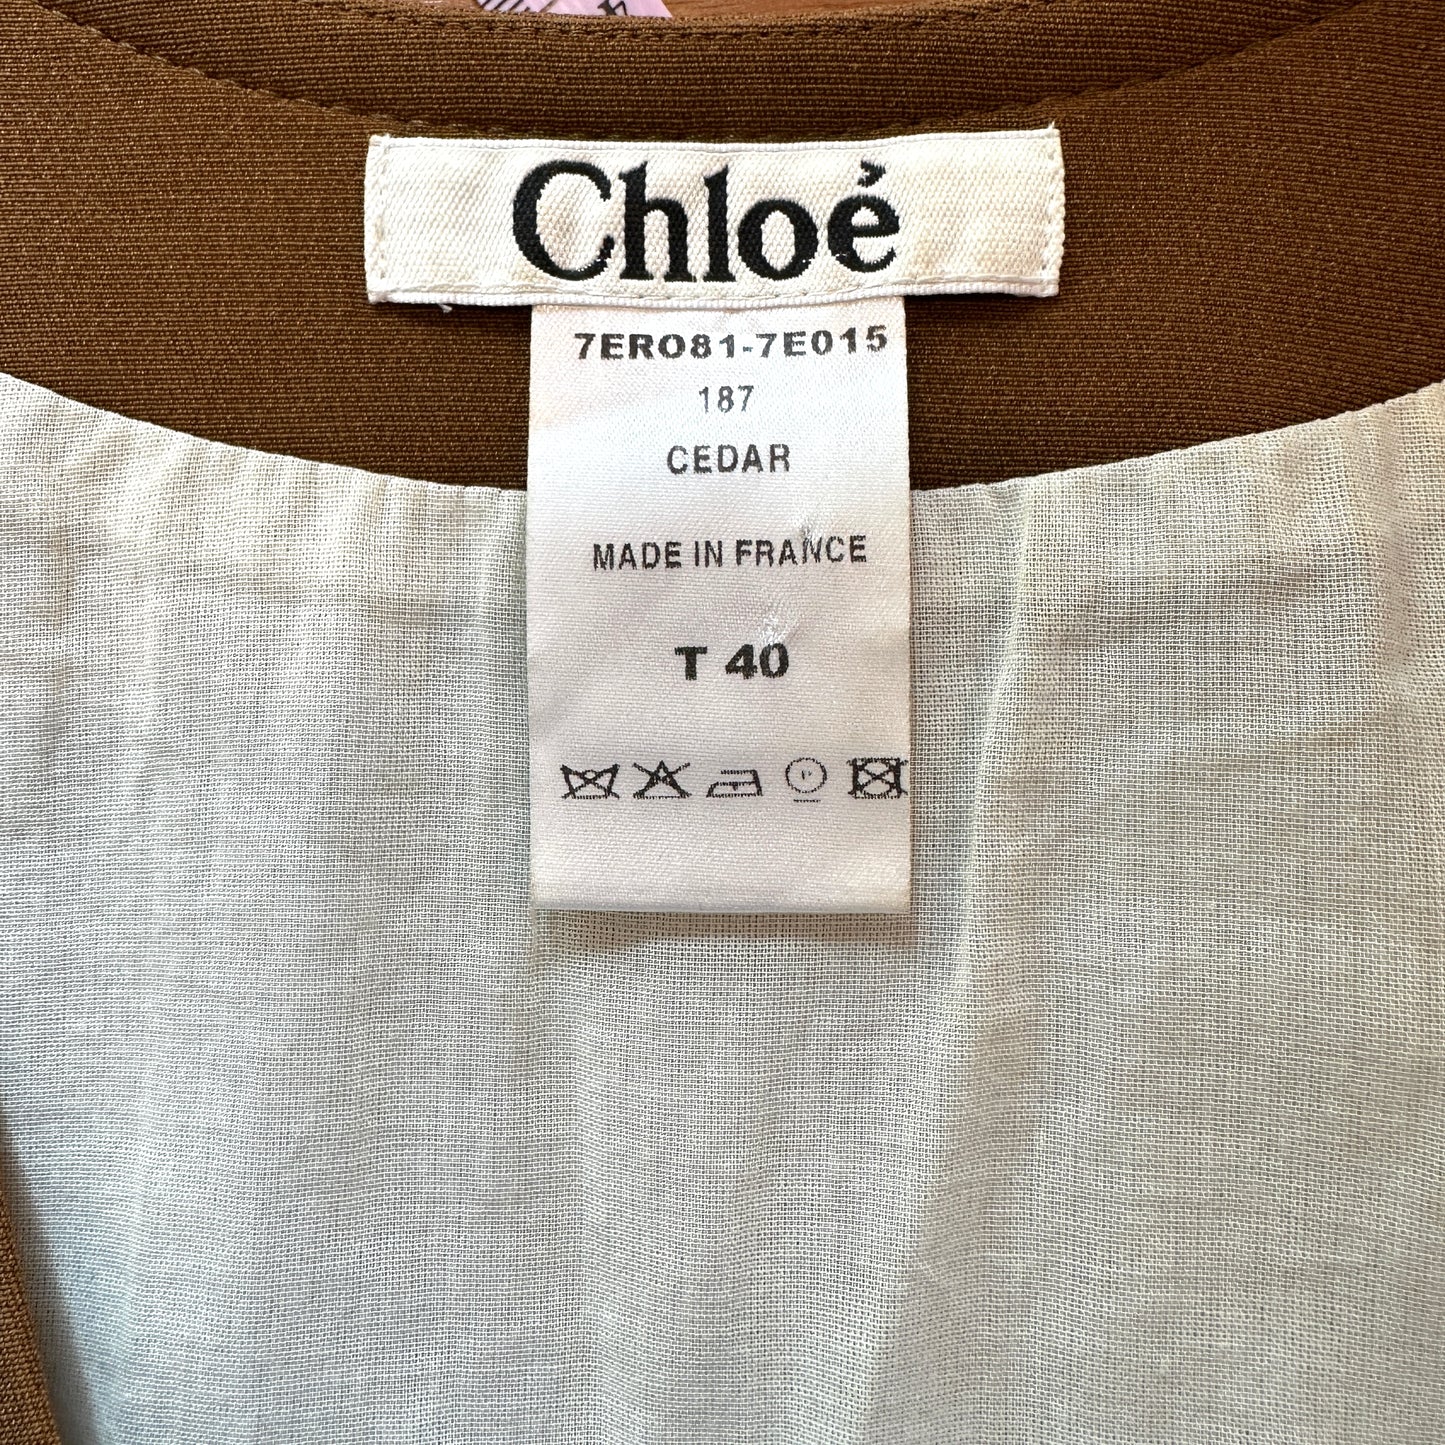 Chloé
7ERO81-7E015
187
CEDAR
MADE IN FRANCE
T 40
P